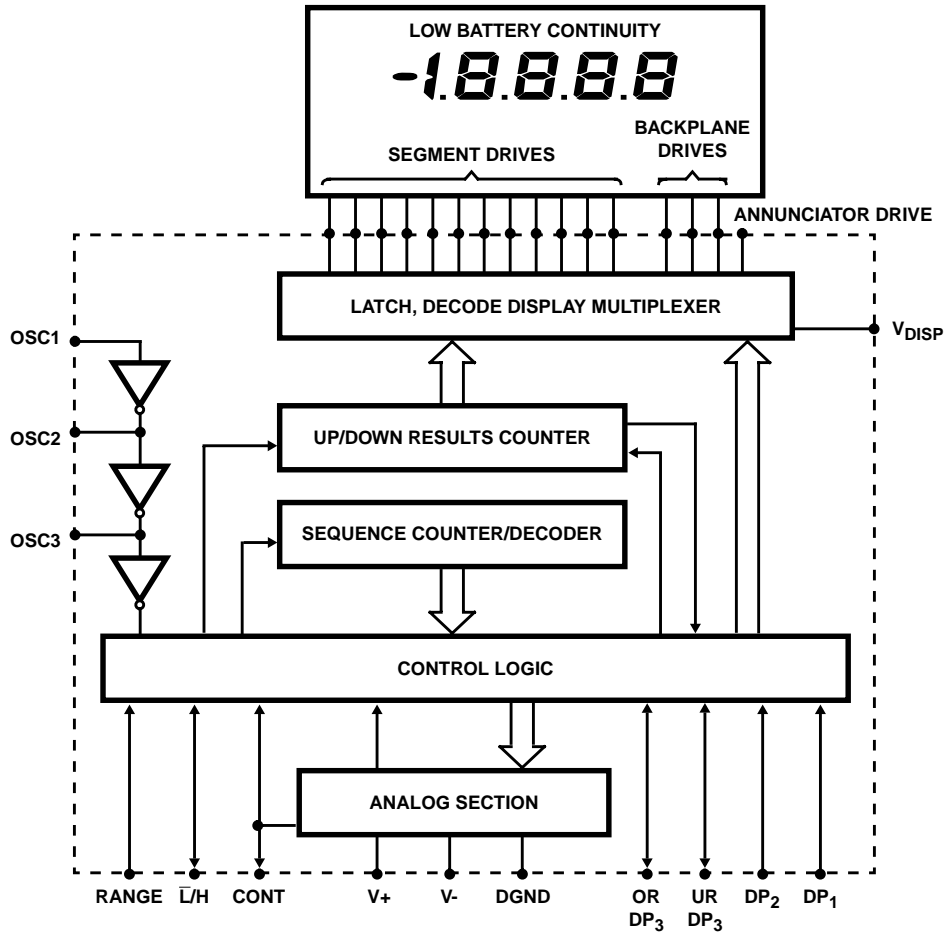 LOW BATTERY CONTINUITY
-1.8.8.8.8
BACKPLANE
DRIVES
SEGMENT DRIVES
ANNUNCIATOR DRIVE
LATCH, DECODE DISPLAY MULTIPLEXER
VDISP
OSC1
UP/DOWN RESULTS COUNTER
OSC2
SEQUENCE COUNTER/DECODER
OSC3
CONTROL LOGIC
ANALOG SECTION
RANGE
L̅/H
CONT
V+
V-
DGND
OR
DP3
UR
DP3
DP2
DP1